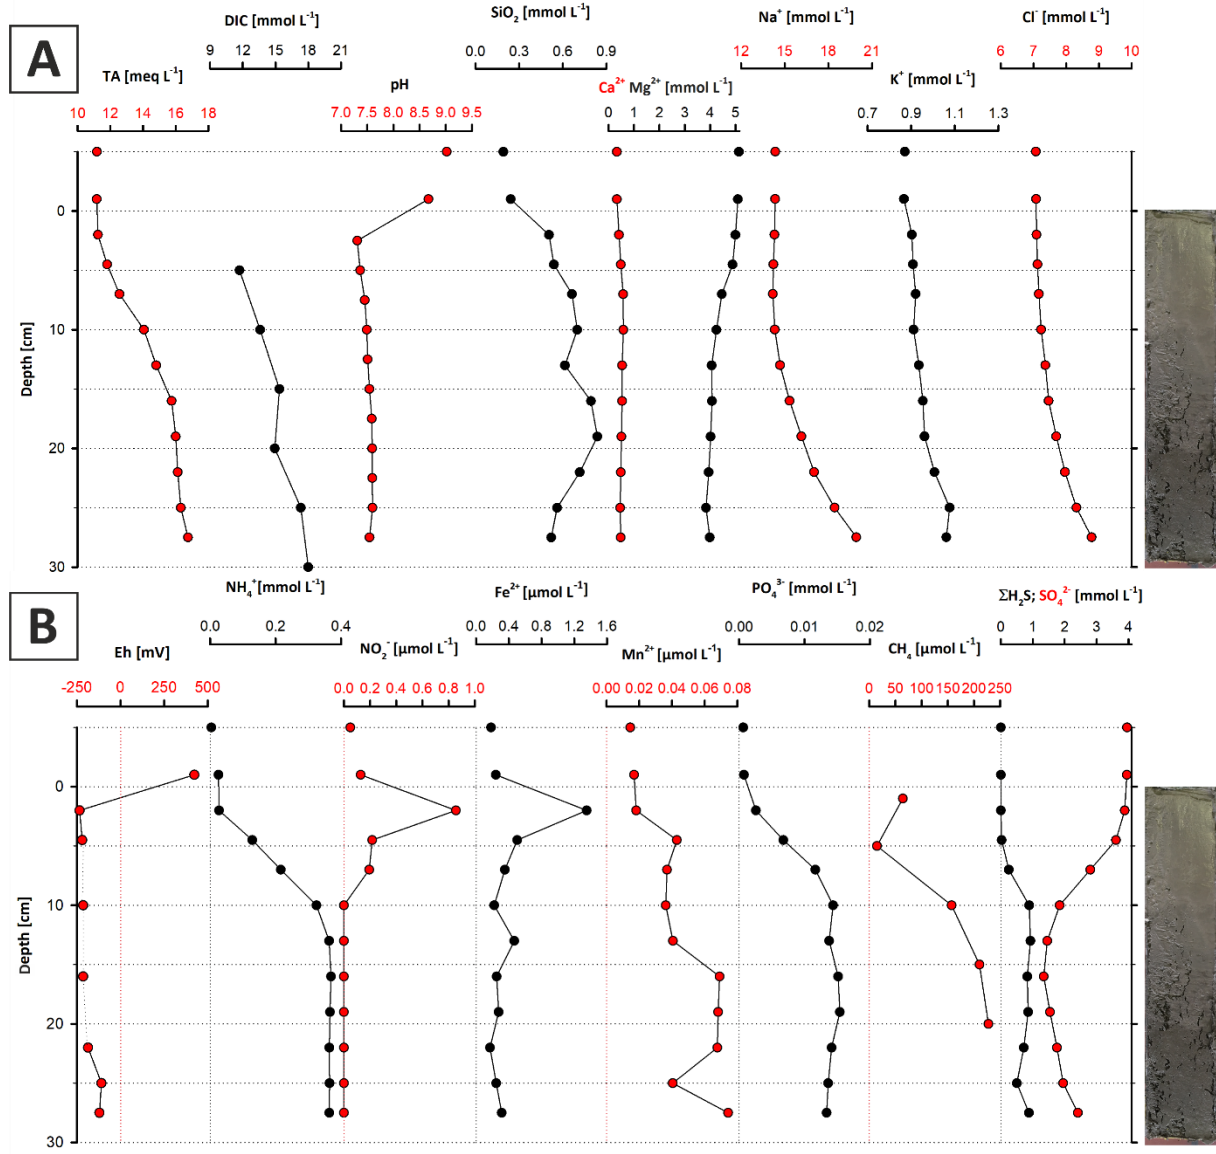 A
DIC [mmol L-1]
9 12 15 18 21
SiO2 [mmol L-1]
0.0 0.3 0.6 0.9
Na+ [mmol L-1]
12 15 18 21
Cl- [mmol L-1]
6 7 8 9 10
TA [meq L-1]
10 12 14 16 18
pH
7.0 7.5 8.0 8.5 9.0 9.5
Ca2+ Mg2+ [mmol L-1]
0 1 2 3 4 5
K+ [mmol L-1]
0.7 0.9 1.1 1.3
0
10
20
30
Depth [cm]
B
NH4+ [mmol L-1]
0.0 0.2 0.4
Fe2+ [µmol L-1]
0.0 0.4 0.8 1.2 1.6
PO43- [mmol L-1]
0.00 0.01 0.02
ΣH2S; SO42- [mmol L-1]
0 1 2 3 4
Eh [mV]
-250 0 250 500
NO2- [µmol L-1]
0.0 0.2 0.4 0.6 0.8 1.0
Mn2+ [µmol L-1]
0.00 0.02 0.04 0.06 0.08
CH4 [µmol L-1]
0 50 100 150 200 250
0
10
20
30
Depth [cm]